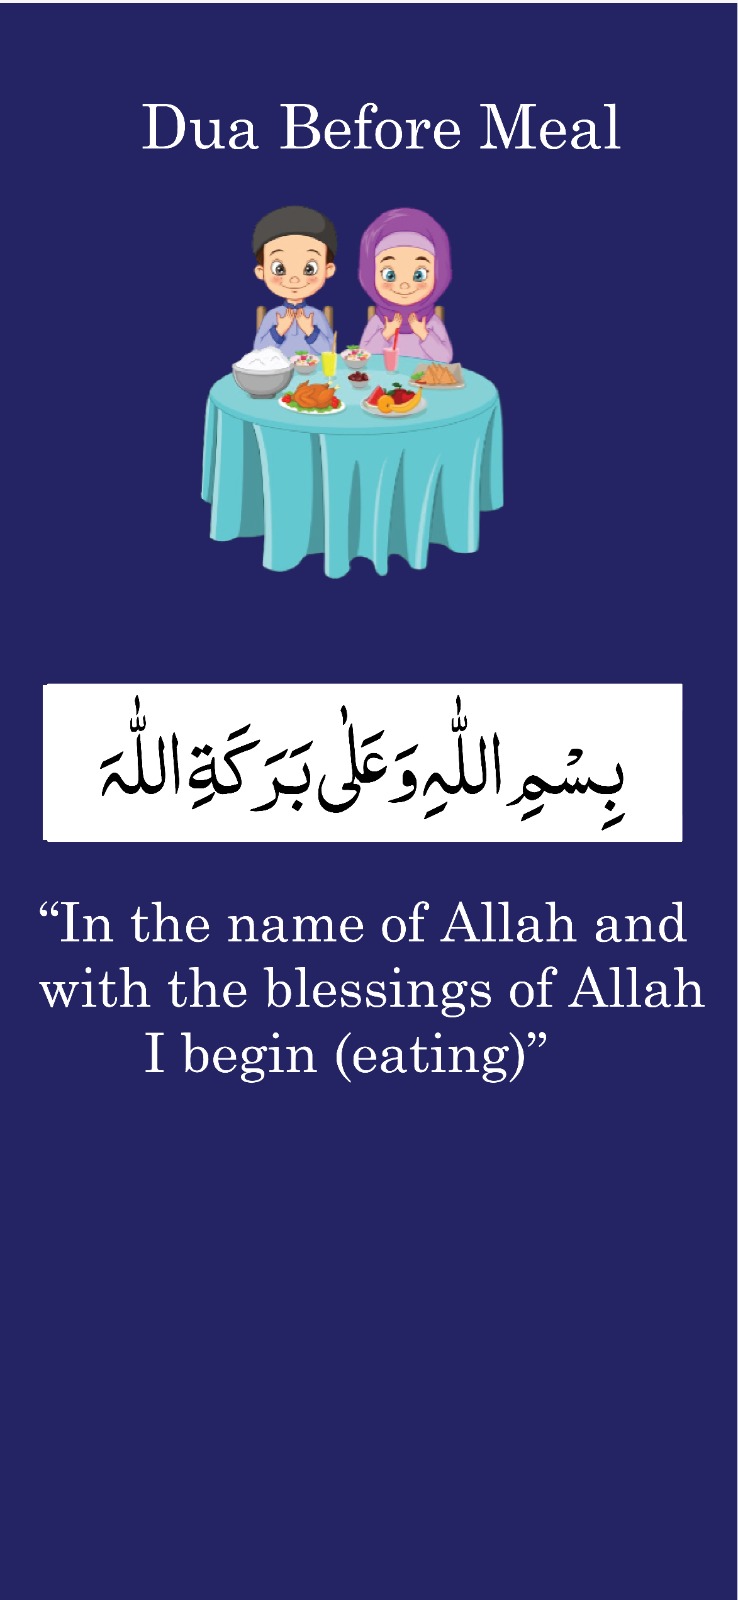 Dua Before Meal
بِسْمِ اللّٰہِ وَعَلٰی بَرَكَةِ اللّٰہَ
“In the name of Allah and
with the blessings of Allah
I begin (eating)”